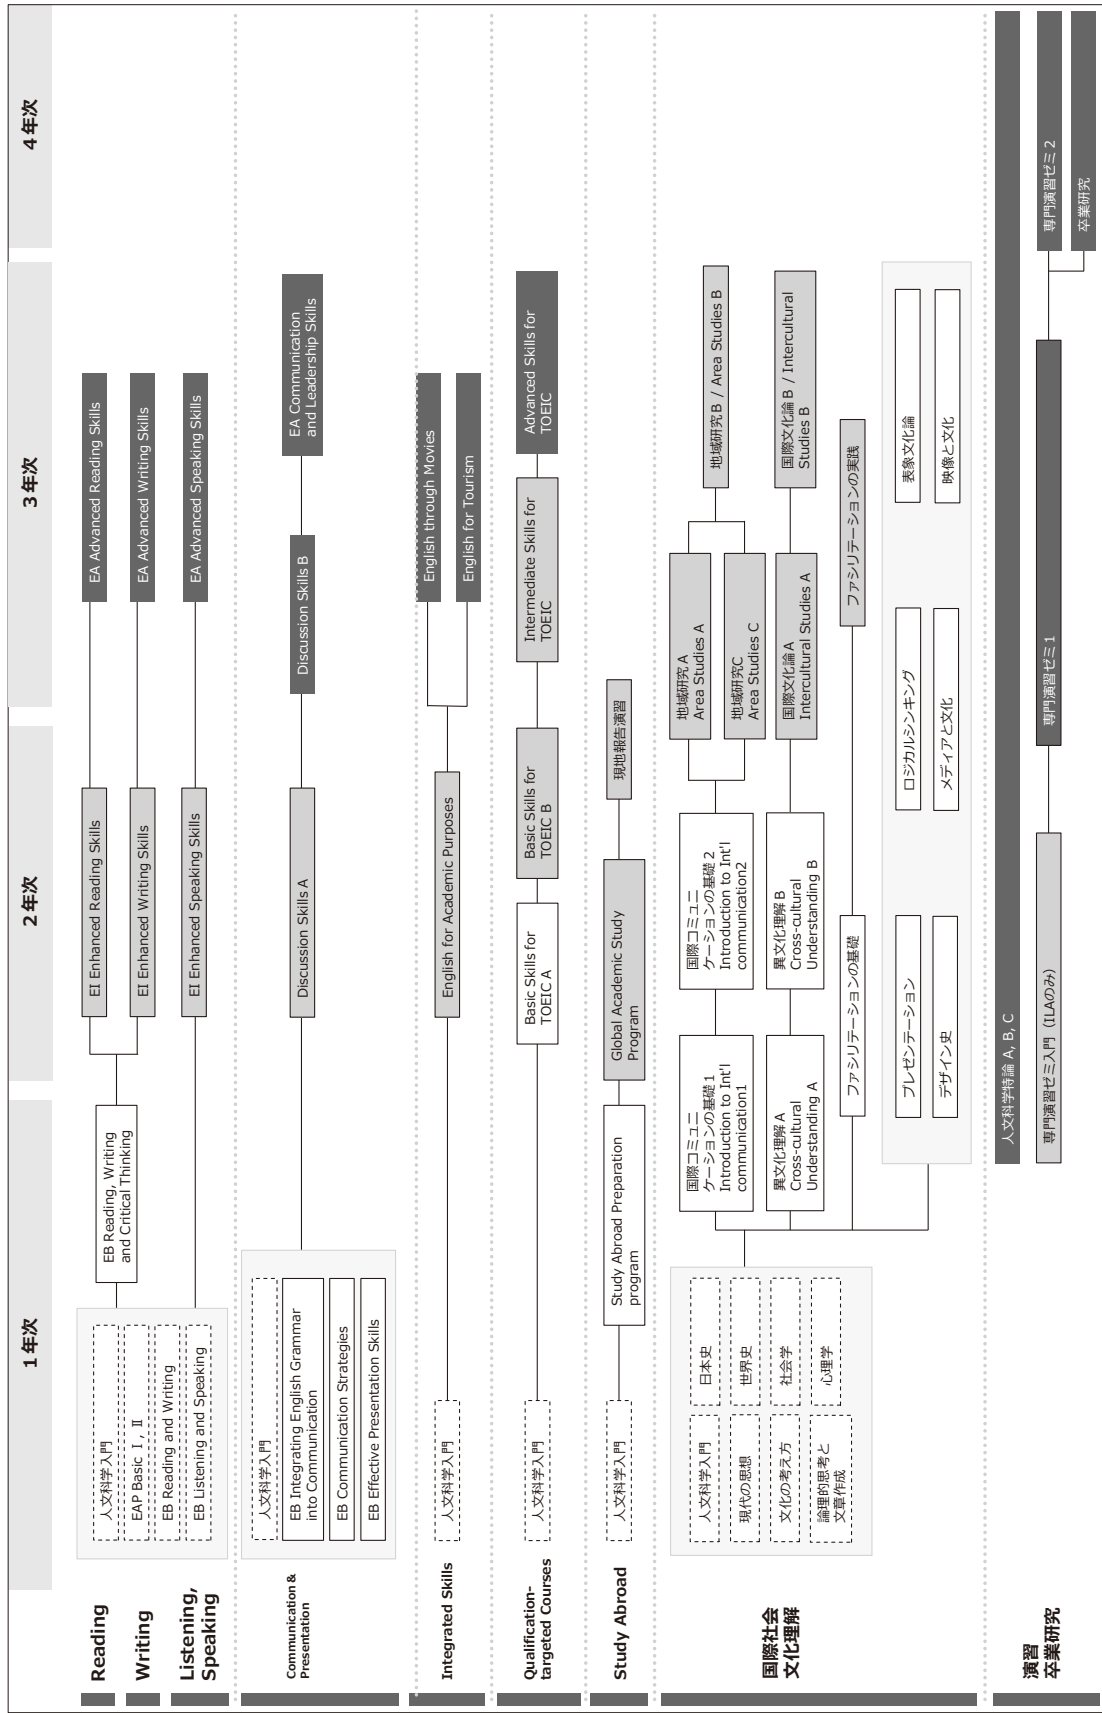 1年次
2年次
3年次
4年次
Reading
Writing
Listening,
Speaking
人文科学入門
EAP Basic Ⅰ, Ⅱ
EB Reading and Writing
EB Listening and Speaking
EB Reading, Writing
and Critical Thinking
EI Enhanced Reading Skills
EI Enhanced Writing Skills
EI Enhanced Speaking Skills
EA Advanced Reading Skills
EA Advanced Writing Skills
EA Advanced Speaking Skills
Communication &
Presentation
人文科学入門
EB Integrating English Grammar
into Communication
EB Communication Strategies
EB Effective Presentation Skills
Discussion Skills A
Discussion Skills B
EA Communication
and Leadership Skills
Integrated Skills
人文科学入門
English for Academic Purposes
English through Movies
English for Tourism
Qualification-
targeted Courses
人文科学入門
Basic Skills for
TOEIC A
Basic Skills for
TOEIC B
Intermediate Skills for
TOEIC
Advanced Skills for
TOEIC
Study Abroad
人文科学入門
Study Abroad Preparation
program
Global Academic Study
Program
現地報告演習
国際社会
文化理解
人文科学入門
日本史
現代の思想
世界史
文化の考え方
社会学
論理的思考と
文章作成
心理学
国際コミュニ
ケーションの基礎1
Introduction to Int'l
communication1
国際コミュニ
ケーションの基礎2
Introduction to Int'l
communication2
地域研究A
Area Studies A
地域研究C
Area Studies C
地域研究B / Area Studies B
異文化理解A
Cross-cultural
Understanding A
異文化理解B
Cross-cultural
Understanding B
国際文化論A
Intercultural Studies A
国際文化論B / Intercultural
Studies B
ファシリテーションの基礎
ファシリテーションの実践
プレゼンテーション
ロジカルシンキング
表象文化論
デザイン史
メディアと文化
映像と文化
演習
卒業研究
人文科学特論 A, B, C
専門演習ゼミ入門（ILAのみ）
専門演習ゼミ1
専門演習ゼミ2
卒業研究